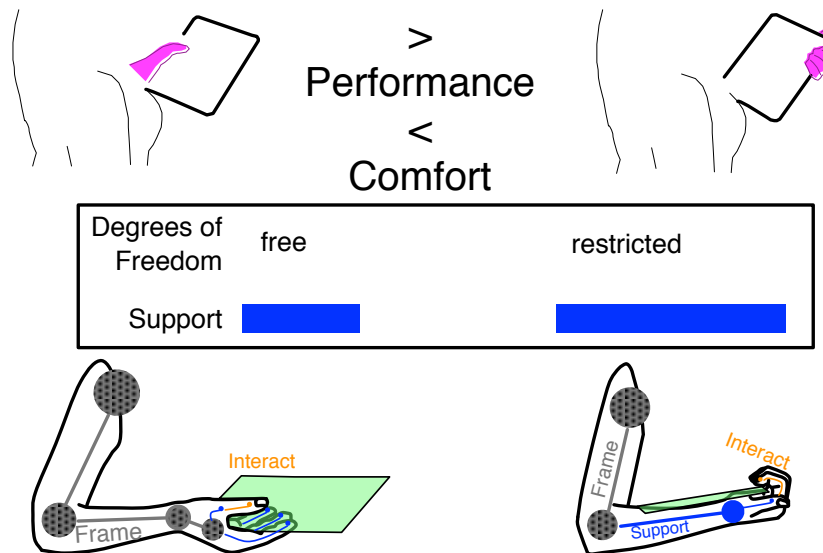 >
Performance
<
Comfort
Degrees of
Freedom
free
restricted
Support
Interact
Frame
Frame
Interact
Support